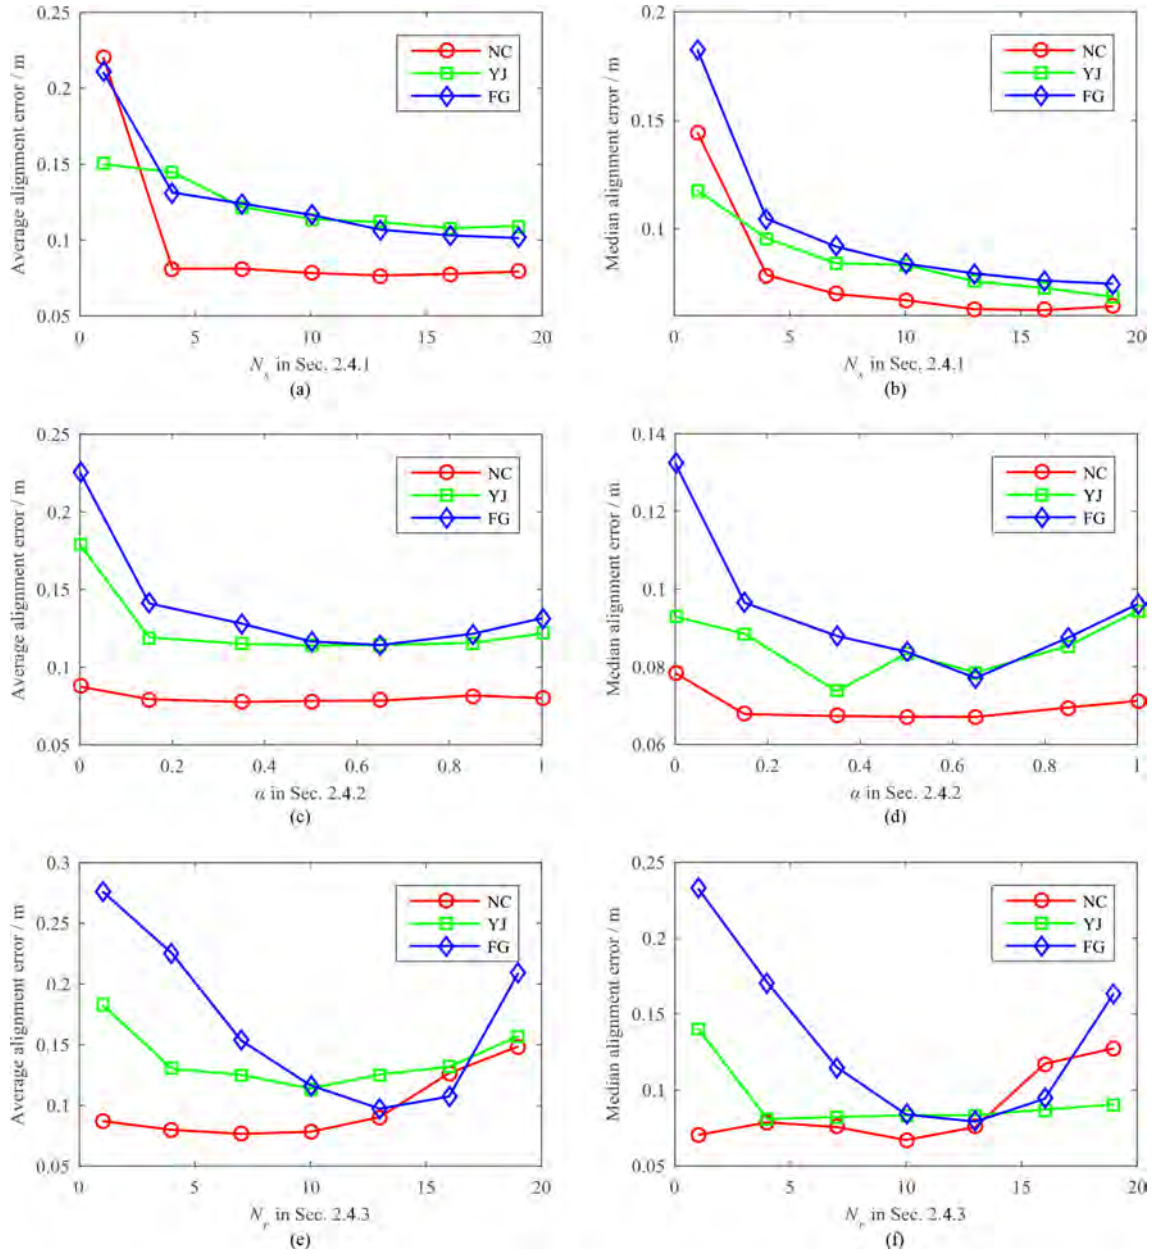 0.25
0.2
0.15
0.1
0.05
0 5 10 15 20
Average alignment error / m
NC
YJ
FG
N_s in Sec. 2.4.1
(a)
0.2
0.15
0.1
0 5 10 15 20
Median alignment error / m
NC
YJ
FG
N_s in Sec. 2.4.1
(b)
0.25
0.2
0.15
0.1
0.05
0 0.2 0.4 0.6 0.8 1
Average alignment error / m
NC
YJ
FG
α in Sec. 2.4.2
(c)
0.14
0.12
0.1
0.08
0.06
0 0.2 0.4 0.6 0.8 1
Median alignment error / m
NC
YJ
FG
α in Sec. 2.4.2
(d)
0.3
0.25
0.2
0.15
0.1
0.05
0 5 10 15 20
Average alignment error / m
NC
YJ
FG
N_r in Sec. 2.4.3
(e)
0.25
0.2
0.15
0.1
0.05
0 5 10 15 20
Median alignment error / m
NC
YJ
FG
N_r in Sec. 2.4.3
(f)